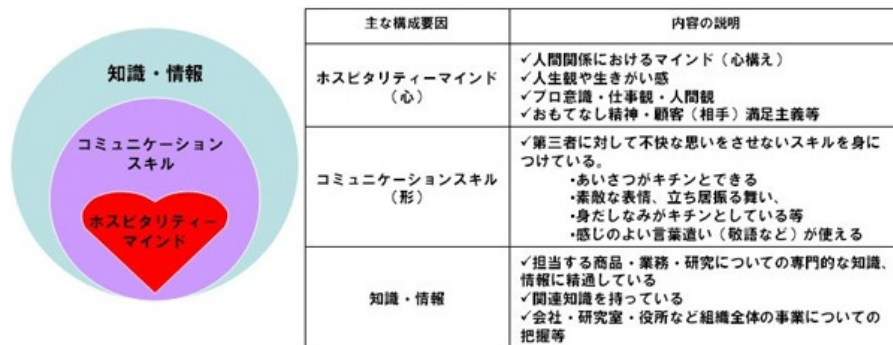 知識・情報
コミュニケーション
スキル
ホスピタリティー
マインド
主な構成要因
内容の説明
ホスピタリティーマインド
（心）
✓人間関係におけるマインド（心構え）
✓人生観や生きがい感
✓プロ意識・仕事観・人間観
✓おもてなし精神・顧客（相手）満足主義等
コミュニケーションスキル
（形）
✓第三者に対して不快な思いをさせないスキルを身に
つけている。
・あいさつがキチンとできる
・素敵な表情、立ち居振る舞い、
・身だしなみがキチンとしている等
・感じのよい言葉遣い（敬語など）が使える
知識・情報
✓担当する商品・業務・研究についての専門的な知識、
情報に精通している
✓関連知識を持っている
✓会社・研究室・役所など組織全体の事業についての
把握等